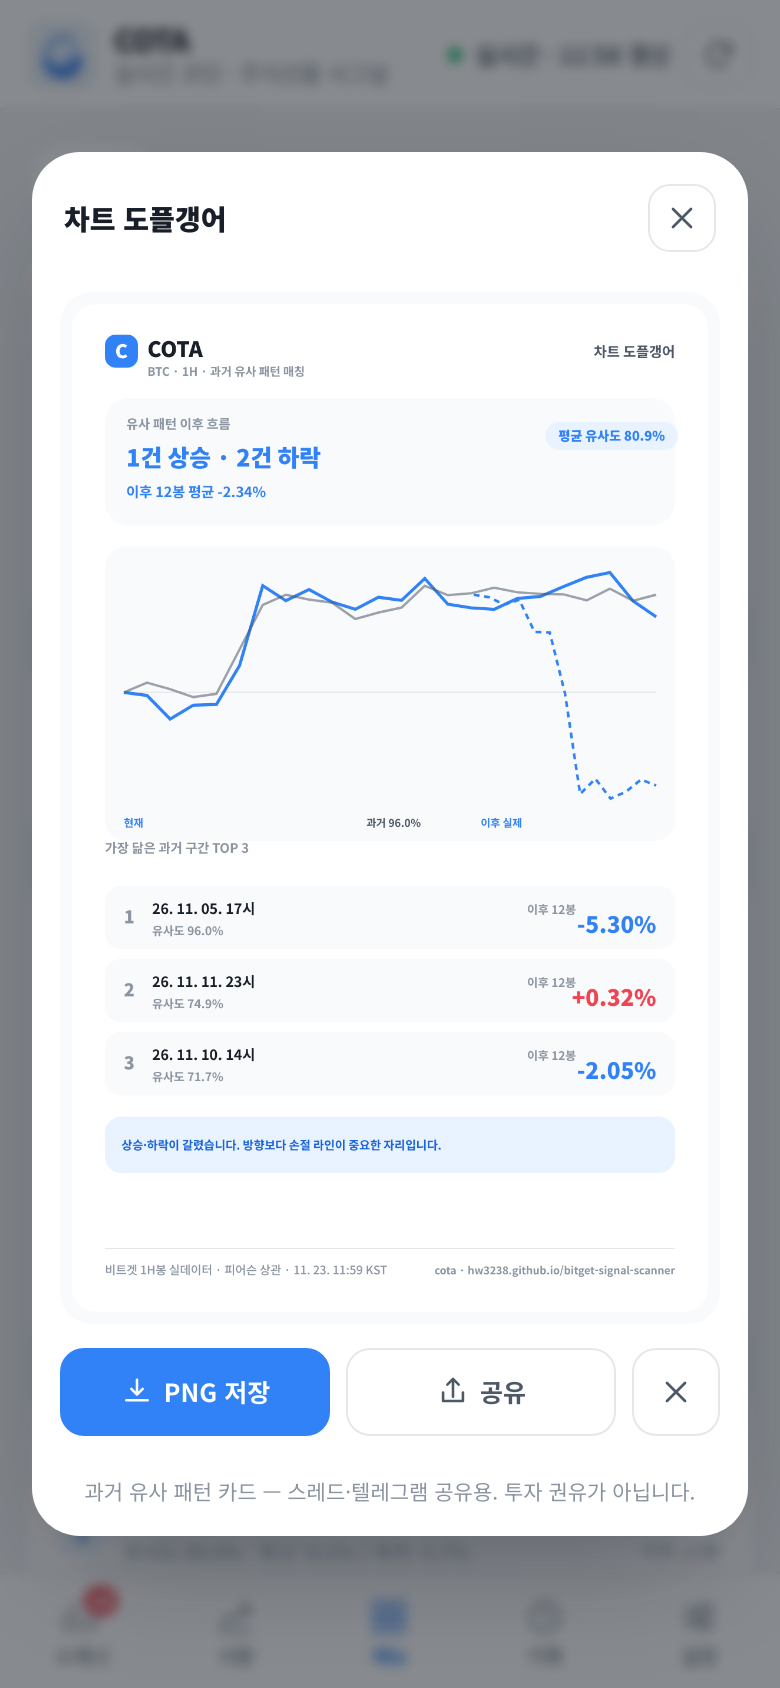 COTA
차트 도플갱어
C COTA
차트 도플갱어
BTC · 1H · 과거 유사 패턴 매칭
유사 패턴 이후 흐름
평균 유사도 80.9%
1건 상승 · 2건 하락
이후 12봉 평균 -2.34%
현재
과거 96.0%
이후 실제
가장 닮은 과거 구간 TOP 3
1
26. 11. 05. 17시
유사도 96.0%
이후 12봉
-5.30%
2
26. 11. 11. 23시
유사도 74.9%
이후 12봉
+0.32%
3
26. 11. 10. 14시
유사도 71.7%
이후 12봉
-2.05%
상승·하락이 갈렸습니다. 방향보다 손절 라인이 중요한 자리입니다.
비트겟 1H봉 실데이터 · 피어슨 상관 · 11. 23. 11:59 KST
cota · hw3238.github.io/bitget-signal-scanner
PNG 저장
공유
과거 유사 패턴 카드 — 스레드·텔레그램 공유용. 투자 권유가 아닙니다.